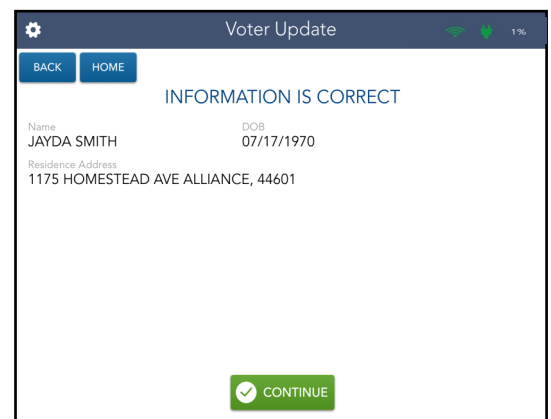 Voter Update
1%
BACK
HOME
INFORMATION IS CORRECT
Name
JAYDA SMITH
DOB
07/17/1970
Residence Address
1175 HOMESTEAD AVE ALLIANCE, 44601
CONTINUE